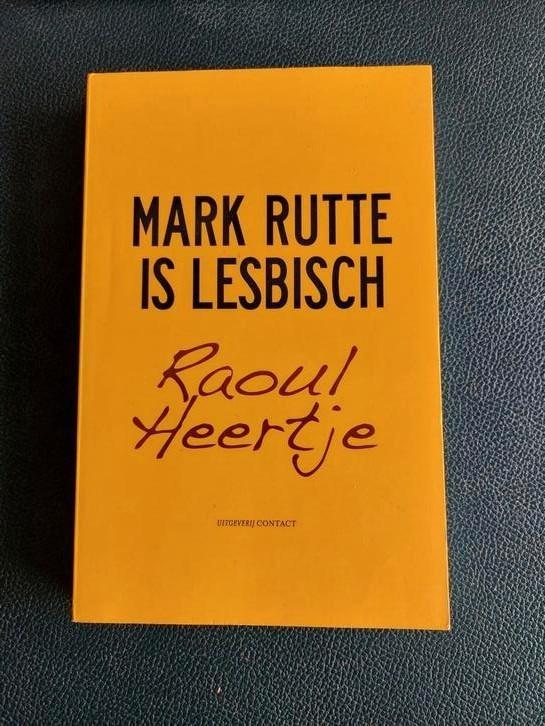 MARK RUTTE
IS LESBISCH
Raoul
Heertje
UITGEVERIJ CONTACT